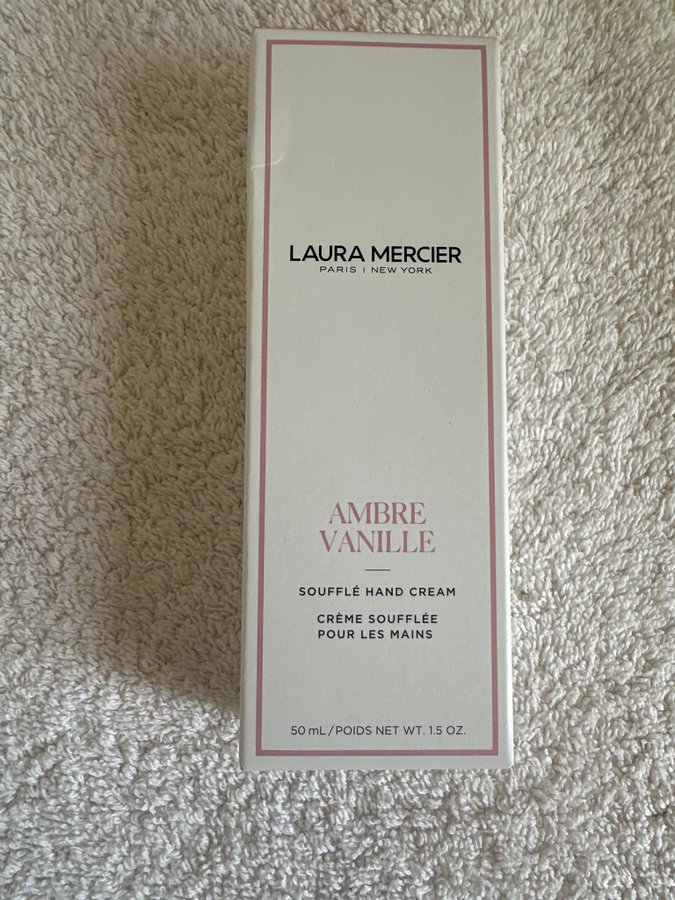 LAURA MERCIER
PARIS | NEW YORK
AMBRE
VANILLE
SOUFFLÉ HAND CREAM
CRÈME SOUFFLÉE
POUR LES MAINS
50 mL/POIDS NET WT. 1.5 OZ.